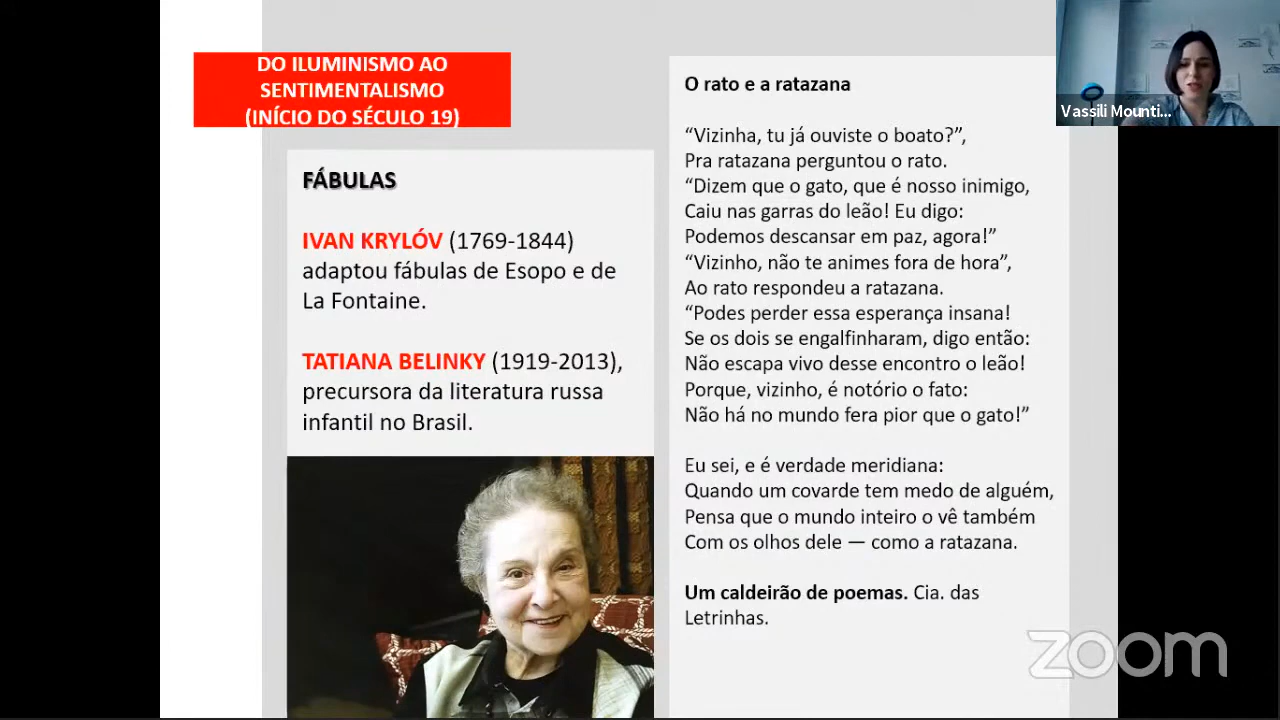 DO ILUMINISMO AO
SENTIMENTALISMO
(INÍCIO DO SÉCULO 19)
FÁBULAS
IVAN KRYLÓV (1769-1844)
adaptou fábulas de Esopo e de
La Fontaine.
TATIANA BELINKY (1919-2013),
precursora da literatura russa
infantil no Brasil.
O rato e a ratazana
“Vizinha, tu já ouviste o boato?”,
Pra ratazana perguntou o rato.
“Dizem que o gato, que é nosso inimigo,
Caiu nas garras do leão! Eu digo:
Podemos descansar em paz, agora!”
“Vizinho, não te animes fora de hora”,
Ao rato respondeu a ratazana.
“Podes perder essa esperança insana!
Se os dois se engalfinharam, digo então:
Não escapa vivo desse encontro o leão!
Porque, vizinho, é notório o fato:
Não há no mundo fera pior que o gato!”
Eu sei, e é verdade meridiana:
Quando um covarde tem medo de alguém,
Pensa que o mundo inteiro o vê também
Com os olhos dele — como a ratazana.
Um caldeirão de poemas. Cia. das
Letrinhas.
Vassili Mounti...
zoom